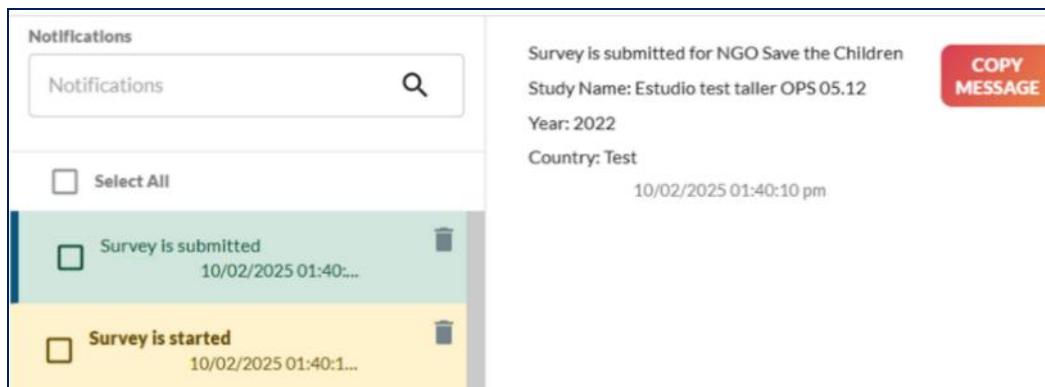 Notifications
Notifications
Select All
Survey is submitted
10/02/2025 01:40:...
Survey is started
10/02/2025 01:40:1...
Survey is submitted for NGO Save the Children
Study Name: Estudio test taller OPS 05.12
Year: 2022
Country: Test
10/02/2025 01:40:10 pm
COPY
MESSAGE